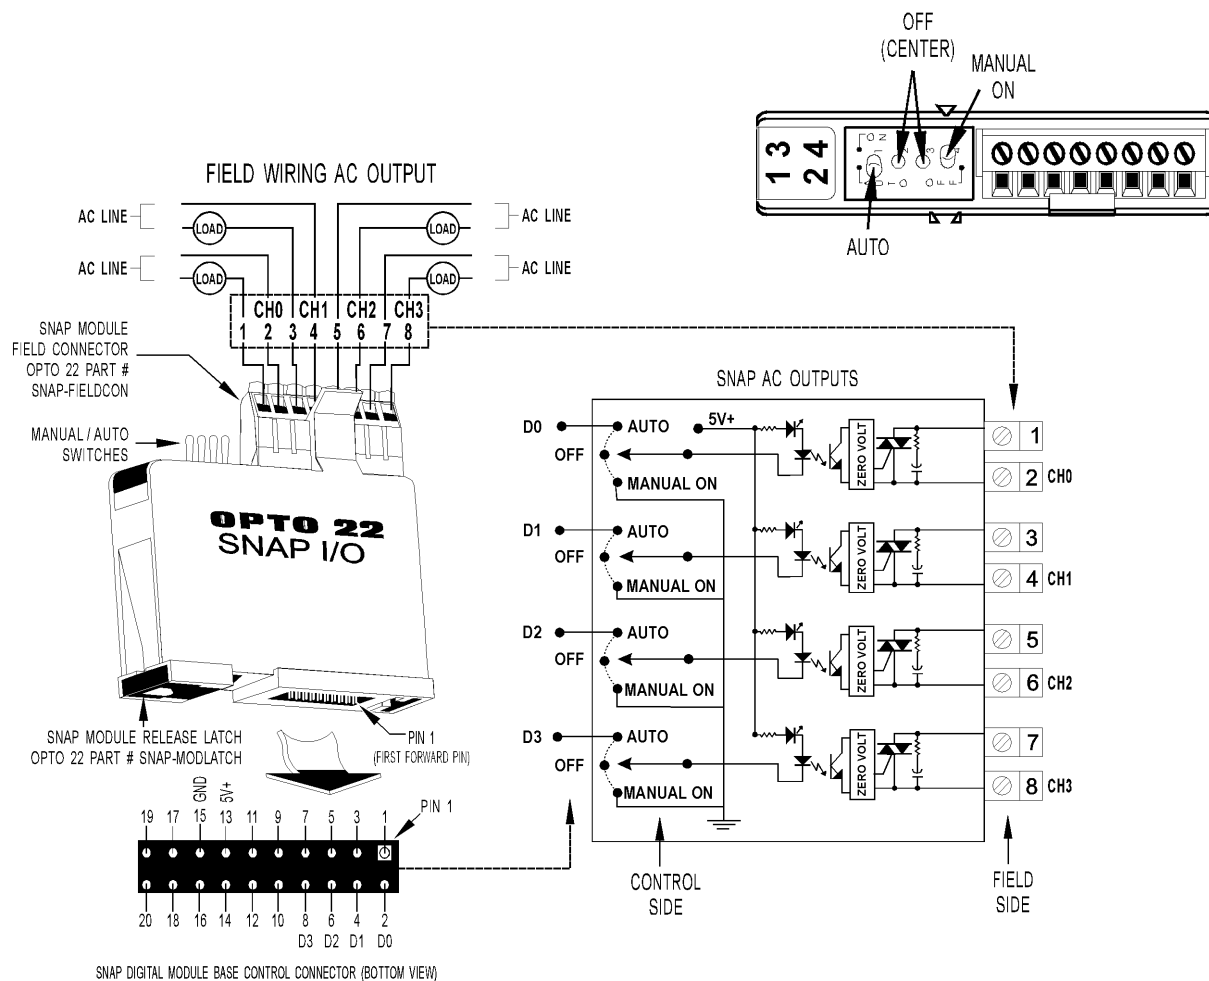 OFF
(CENTER)
MANUAL
ON
1 3
2 4
AUTO
FIELD WIRING AC OUTPUT
AC LINE
LOAD
LOAD
AC LINE
AC LINE
LOAD
LOAD
AC LINE
CH0 CH1 CH2 CH3
1 2 3 4 5 6 7 8
SNAP MODULE
FIELD CONNECTOR
OPTO 22 PART #
SNAP-FIELDCON
MANUAL/AUTO
SWITCHES
OPTO 22
SNAP I/O
SNAP MODULE RELEASE LATCH
OPTO 22 PART # SNAP-MODLATCH
PIN 1
(FIRST FORWARD PIN)
GND
5V+
PIN 1
19 17 15 13 11 9 7 5 3 1
20 18 16 14 12 10 8 6 4 2
D3 D2 D1 D0
SNAP DIGITAL MODULE BASE CONTROL CONNECTOR (BOTTOM VIEW)
SNAP AC OUTPUTS
D0
AUTO
5V+
OFF
MANUAL ON
ZERO VOLT
1
2 CH0
D1
AUTO
OFF
MANUAL ON
ZERO VOLT
3
4 CH1
D2
AUTO
OFF
MANUAL ON
ZERO VOLT
5
6 CH2
D3
AUTO
OFF
MANUAL ON
ZERO VOLT
7
8 CH3
CONTROL
SIDE
FIELD
SIDE